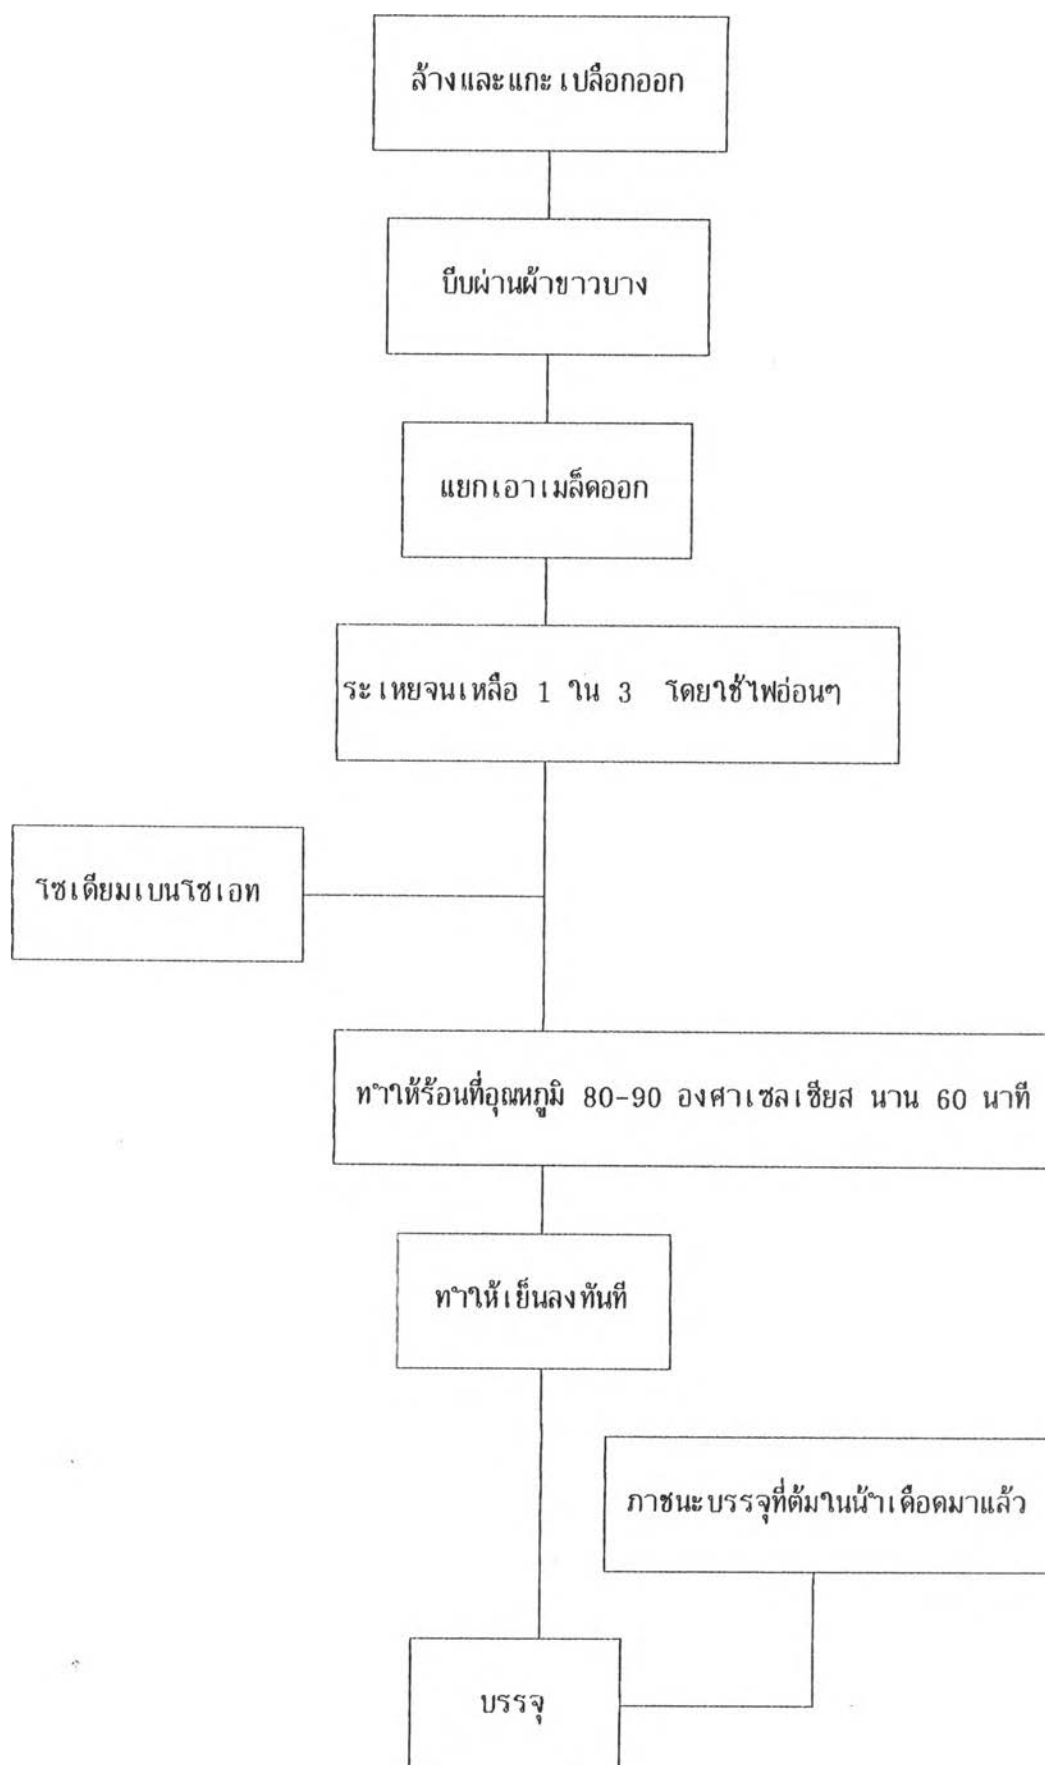 ล้างและแกะเปลือกออก
บีบผ่านผ้าขาวบาง
แยกเอาเมล็ดออก
ระเหยจนเหลือ 1 ใน 3 โดยใช้ไฟอ่อนๆ
โซเดียมเบนโซเอท
ทำให้ร้อนที่อุณหภูมิ 80-90 องศาเซลเซียส นาน 60 นาที
ทำให้เย็นลงทันที
ภาชนะบรรจุที่ต้มในน้ำเดือดมาแล้ว
บรรจุ